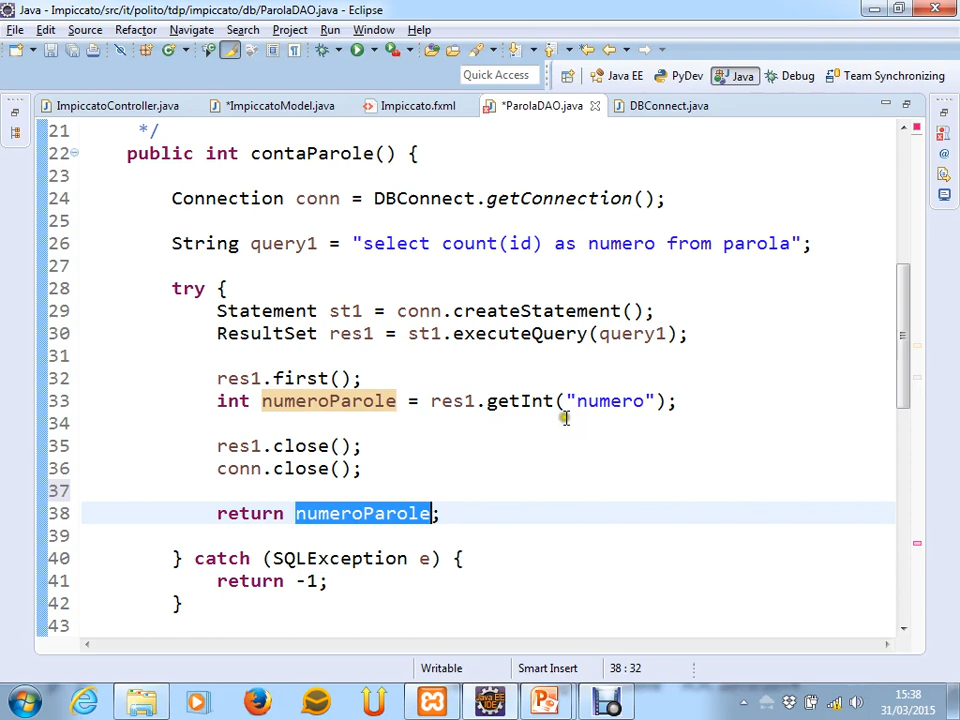 Java - Impiccato/src/it/polito/tdp/impiccato/db/ParolaDAO.java - Eclipse
File Edit Source Refactor Navigate Search Project Run Window Help
Quick Access Java EE PyDev Java Debug Team Synchronizing
ImpiccatoController.java *ImpiccatoModel.java Impiccato.fxml *ParolaDAO.java DBConnect.java
21 */
22 public int contaParole() {
23
24 Connection conn = DBConnect.getConnection();
25
26 String query1 = "select count(id) as numero from parola";
27
28 try {
29 Statement st1 = conn.createStatement();
30 ResultSet res1 = st1.executeQuery(query1);
31
32 res1.first();
33 int numeroParole = res1.getInt("numero");
34
35 res1.close();
36 conn.close();
37
38 return numeroParole;
39
40 } catch (SQLException e) {
41 return -1;
42 }
43
Writable Smart Insert 38 : 32
15:38
31/03/2015